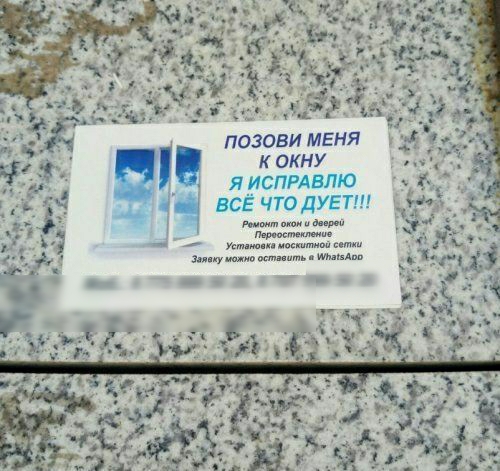 ПОЗОВИ МЕНЯ
К ОКНУ
Я ИСПРАВЛЮ
ВСЁ ЧТО ДУЕТ!!!
Ремонт окон и дверей
Переостекление
Установка москитной сетки
Заявку можно оставить в WhatsApp